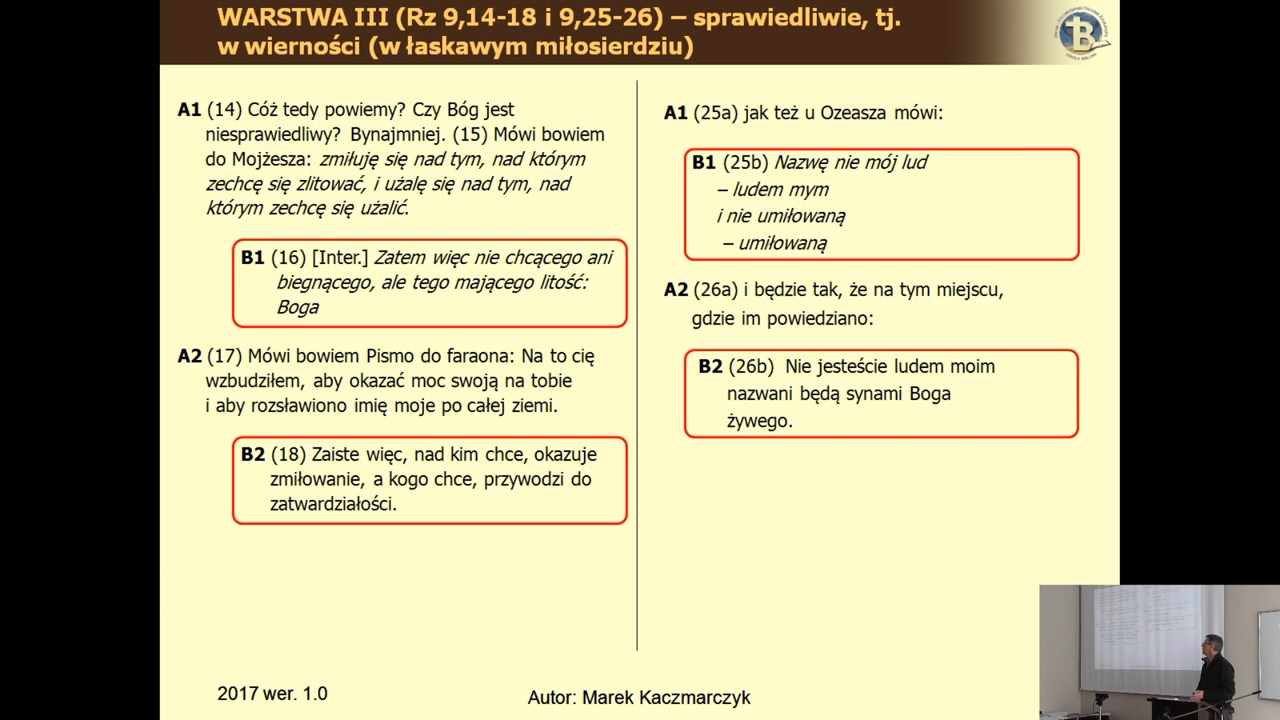 WARSTWA III (Rz 9,14-18 i 9,25-26) – sprawiedliwie, tj.
w wierności (w łaskawym miłosierdziu)
A1 (14) Cóż tedy powiemy? Czy Bóg jest
niesprawiedliwy? Bynajmniej. (15) Mówi bowiem
do Mojżesza: zmiłuję się nad tym, nad którym
zechcę się zlitować, i użalę się nad tym, nad
którym zechcę się użalić.
B1 (16) [Inter.] Zatem więc nie chcącego ani
biegnącego, ale tego mającego litość:
Boga
A2 (17) Mówi bowiem Pismo do faraona: Na to cię
wzbudziłem, aby okazać moc swoją na tobie
i aby rozsławiono imię moje po całej ziemi.
B2 (18) Zaiste więc, nad kim chce, okazuje
zmiłowanie, a kogo chce, przywodzi do
zatwardziałości.
A1 (25a) jak też u Ozeasza mówi:
B1 (25b) Nazwę nie mój lud
– ludem mym
i nie umiłowaną
– umiłowaną
A2 (26a) i będzie tak, że na tym miejscu,
gdzie im powiedziano:
B2 (26b) Nie jesteście ludem moim
nazwani będą synami Boga
żywego.
2017 wer. 1.0
Autor: Marek Kaczmarczyk